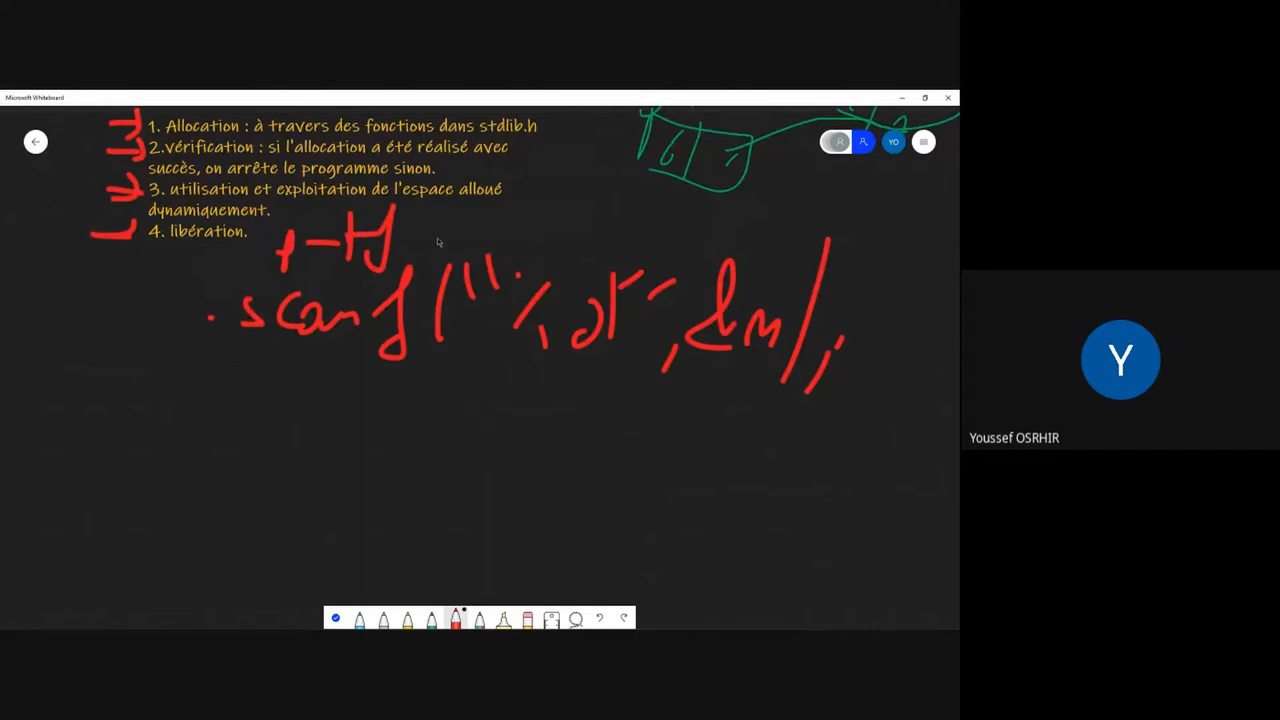 Microsoft Whiteboard
1. Allocation : à travers des fonctions dans stdlib.h
2.vérification : si l'allocation a été réalisé avec
succès, on arrête le programme sinon.
3. utilisation et exploitation de l'espace alloué
dynamiquement.
4. libération.
YO
. scanf("%d", &n);
Y
Youssef OSRHIR